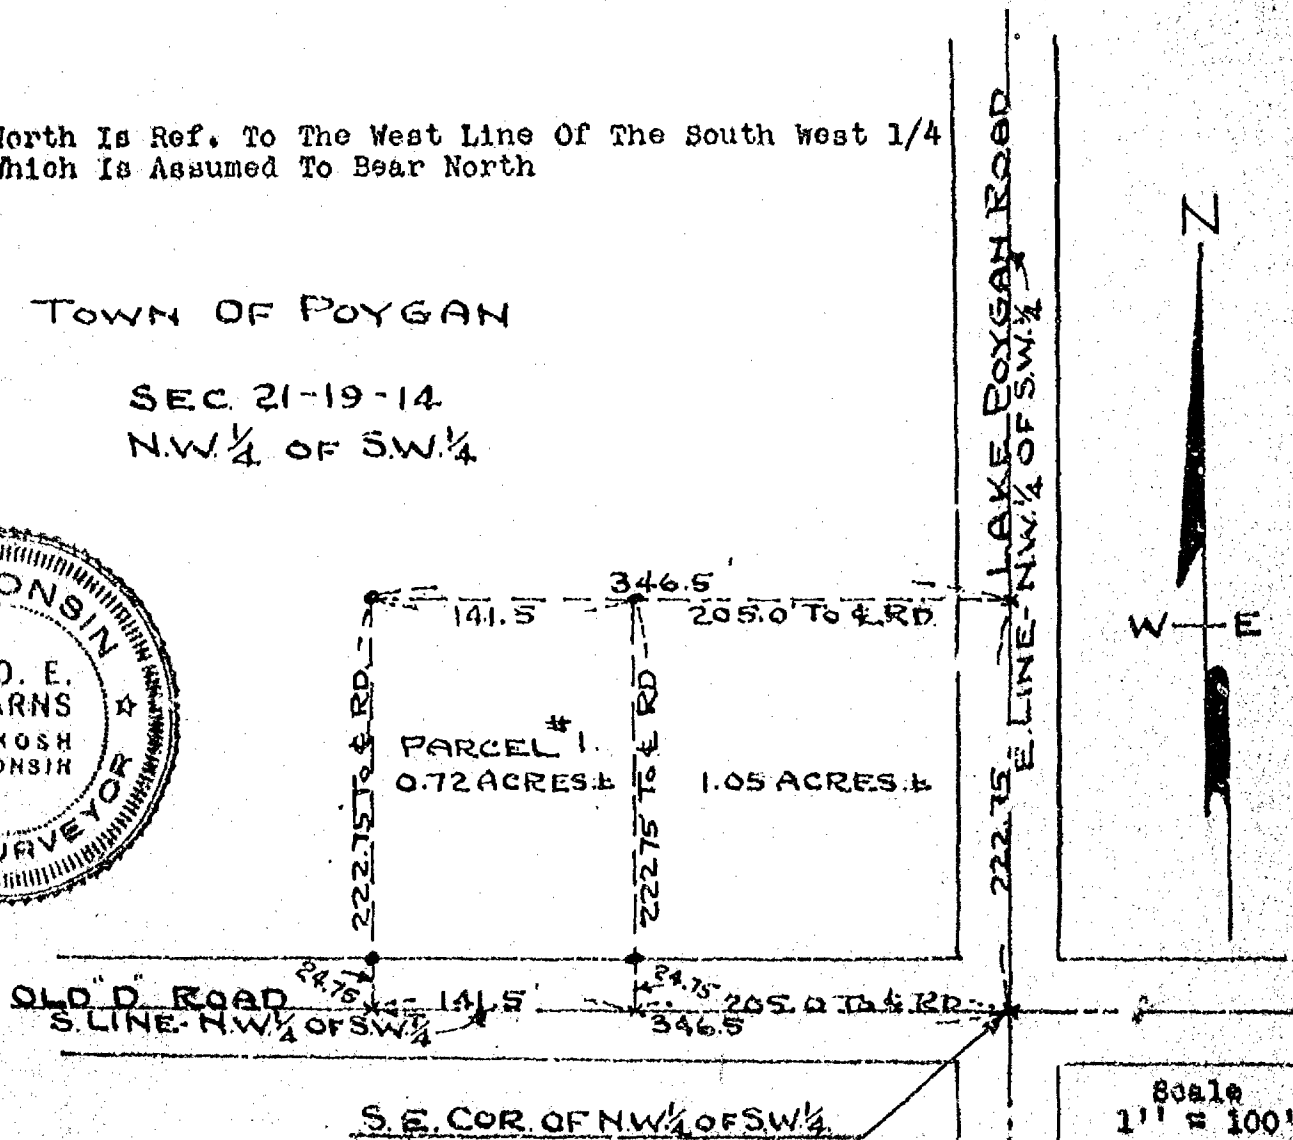 North Is Ref. To The West Line Of The South West 1/4
Which Is Assumed To Bear North
TOWN OF POYGAN
SEC. 21-19-14
N.W.¼ OF S.W.¼
LAKE POYGAN ROAD
E. LINE- N.W.¼ OF S.W.¼
N
W E
ONSIN
O. E.
ARNS
KOSH
ONSIN
URVEYOR
346.5'
141.5
205.0' To ℄ RD.
222.75 To ℄ RD
PARCEL #1.
0.72 ACRES.±
222.75 To ℄ RD
1.05 ACRES.±
222.75
24.75
24.75
OLD "D" ROAD
141.5'
205.0 To ℄ RD
S. LINE- N.W.¼ OF S.W.¼
346.5
S.E. COR. OF N.W.¼ OF S.W.¼
Scale
1'' = 100'